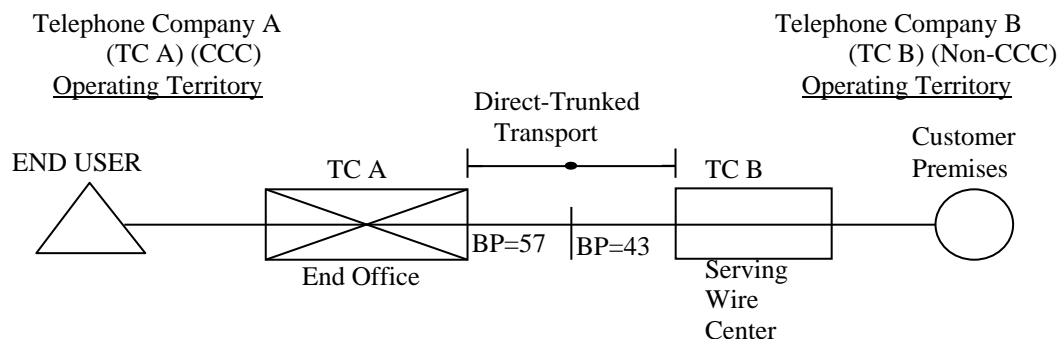 Telephone Company A
(TC A) (CCC)
Operating Territory
Telephone Company B
(TC B) (Non-CCC)
Operating Territory
Direct-Trunked
Transport
END USER
TC A
TC B
Customer
Premises
BP=57
BP=43
End Office
Serving
Wire
Center